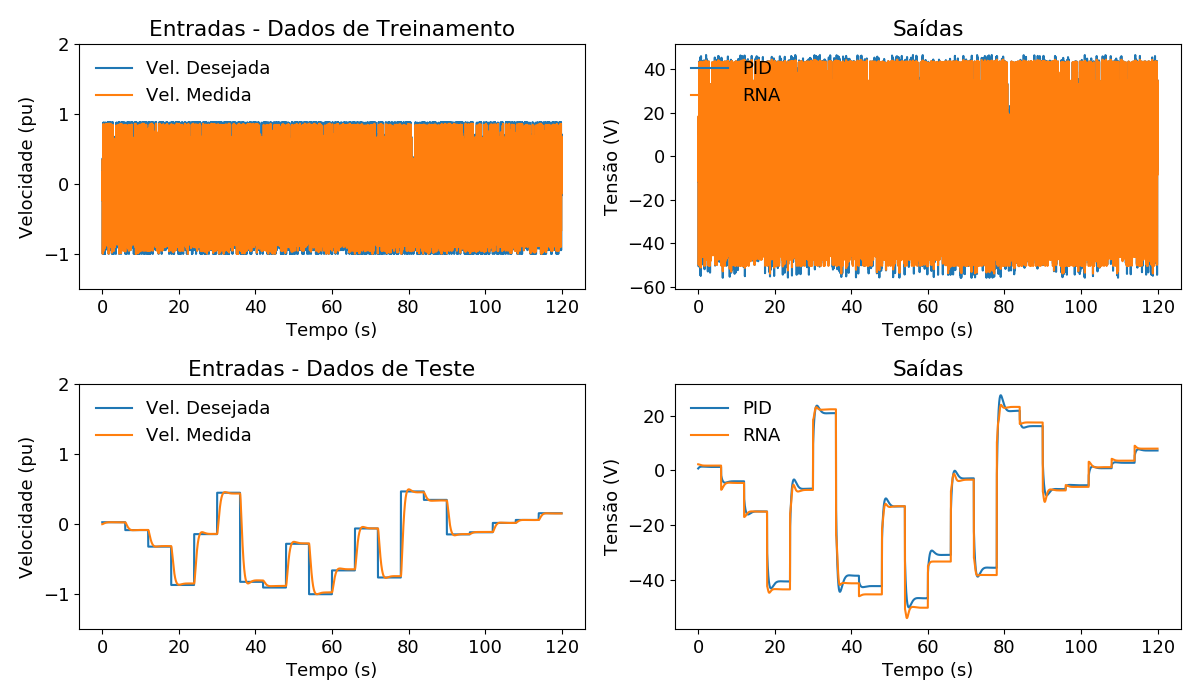 Entradas - Dados de Treinamento
Velocidade (pu)
2
1
0
−1
Vel. Desejada
Vel. Medida
0 20 40 60 80 100 120
Tempo (s)
Saídas
Tensão (V)
40
20
0
−20
−40
−60
PID
RNA
0 20 40 60 80 100 120
Tempo (s)
Entradas - Dados de Teste
Velocidade (pu)
2
1
0
−1
Vel. Desejada
Vel. Medida
0 20 40 60 80 100 120
Tempo (s)
Saídas
Tensão (V)
20
0
−20
−40
PID
RNA
0 20 40 60 80 100 120
Tempo (s)